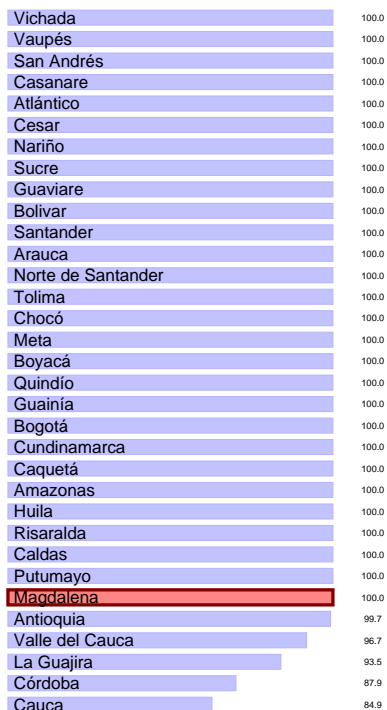 Vichada 100.0
Vaupés 100.0
San Andrés 100.0
Casanare 100.0
Atlántico 100.0
Cesar 100.0
Nariño 100.0
Sucre 100.0
Guaviare 100.0
Bolivar 100.0
Santander 100.0
Arauca 100.0
Norte de Santander 100.0
Tolima 100.0
Chocó 100.0
Meta 100.0
Boyacá 100.0
Quindío 100.0
Guainía 100.0
Bogotá 100.0
Cundinamarca 100.0
Caquetá 100.0
Amazonas 100.0
Huila 100.0
Risaralda 100.0
Caldas 100.0
Putumayo 100.0
Magdalena 100.0
Antioquia 99.7
Valle del Cauca 96.7
La Guajira 93.5
Córdoba 87.9
Cauca 84.9